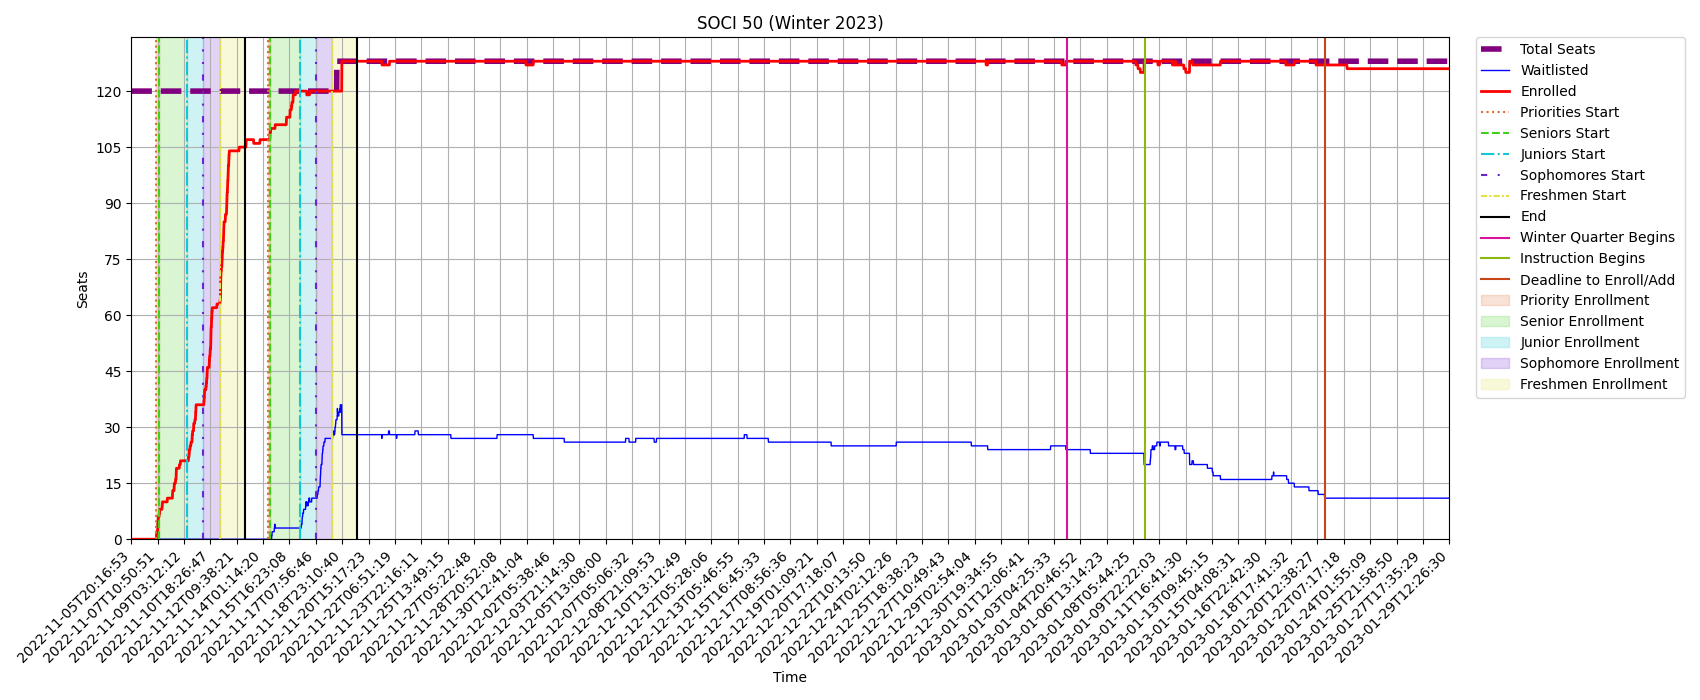 SOCI 50 (Winter 2023)
Seats
120
105
90
75
60
45
30
15
0
2022-11-05T20:16:53
2022-11-07T10:50:51
2022-11-09T03:12:12
2022-11-10T18:26:47
2022-11-12T09:38:21
2022-11-14T01:14:20
2022-11-15T16:23:08
2022-11-17T07:56:46
2022-11-18T23:10:40
2022-11-20T15:17:23
2022-11-22T06:51:19
2022-11-23T22:16:11
2022-11-25T13:49:15
2022-11-27T05:22:48
2022-11-28T20:52:08
2022-11-30T12:41:04
2022-12-02T05:38:46
2022-12-03T21:14:30
2022-12-05T13:08:00
2022-12-07T05:06:32
2022-12-08T21:09:53
2022-12-10T13:12:49
2022-12-12T05:28:06
2022-12-13T05:46:55
2022-12-15T16:45:33
2022-12-17T08:56:36
2022-12-19T01:09:21
2022-12-20T17:18:07
2022-12-22T10:13:50
2022-12-24T02:12:26
2022-12-25T18:38:23
2022-12-27T10:49:45
2022-12-29T02:54:04
2022-12-30T19:34:55
2023-01-01T12:06:41
2023-01-03T04:25:33
2023-01-04T20:46:52
2023-01-06T13:14:23
2023-01-08T05:44:25
2023-01-09T22:22:03
2023-01-11T16:41:30
2023-01-13T09:45:15
2023-01-15T04:08:31
2023-01-16T22:42:30
2023-01-18T17:41:32
2023-01-20T12:38:27
2023-01-22T07:17:18
2023-01-24T01:55:09
2023-01-25T21:58:50
2023-01-27T17:35:29
2023-01-29T12:26:30
Time
Total Seats
Waitlisted
Enrolled
Priorities Start
Seniors Start
Juniors Start
Sophomores Start
Freshmen Start
End
Winter Quarter Begins
Instruction Begins
Deadline to Enroll/Add
Priority Enrollment
Senior Enrollment
Junior Enrollment
Sophomore Enrollment
Freshmen Enrollment